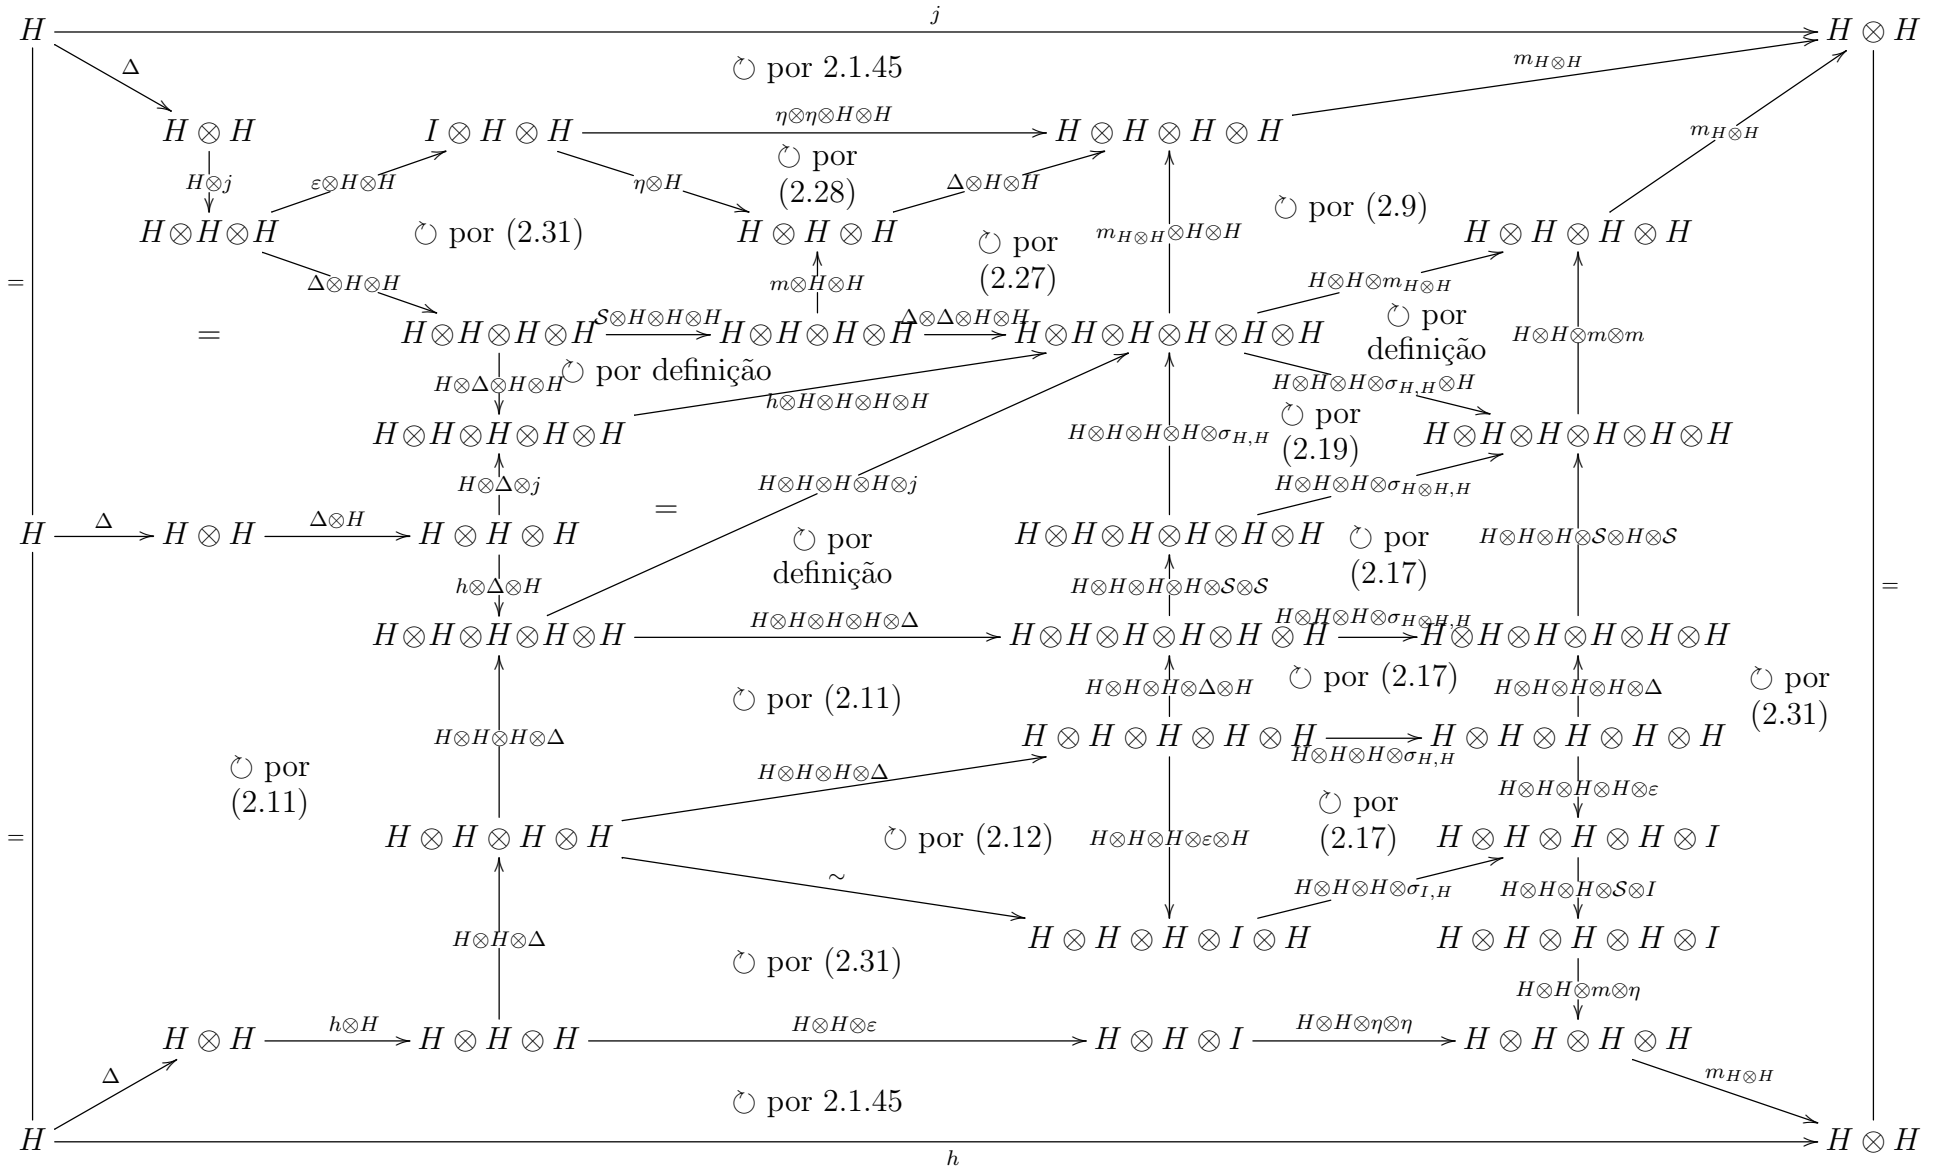 j
H H ⊗ H
↻ por 2.1.45
m_{H⊗H}
Δ
η⊗η⊗H⊗H
H ⊗ H I ⊗ H ⊗ H H ⊗ H ⊗ H ⊗ H m_{H⊗H}
↻ por
(2.28)
H⊗j ε⊗H⊗H η⊗H Δ⊗H⊗H
↻ por (2.9)
H⊗H⊗H ↻ por (2.31) H ⊗ H ⊗ H m_{H⊗H}⊗H⊗H H ⊗ H ⊗ H ⊗ H
↻ por
(2.27)
= Δ⊗H⊗H m⊗H⊗H H⊗H⊗m_{H⊗H}
S⊗H⊗H⊗H Δ⊗Δ⊗H⊗H
= H⊗H⊗H⊗H H⊗H⊗H⊗H H⊗H⊗H⊗H⊗H⊗H H⊗H⊗m⊗m
↻ por
definição
↻ por definição
H⊗Δ⊗H⊗H H⊗H⊗H⊗σ_{H,H}⊗H
h⊗H⊗H⊗H⊗H
H⊗H⊗H⊗H⊗H H⊗H⊗H⊗H⊗σ_{H,H} H⊗H⊗H⊗H⊗H⊗H
↻ por
(2.19)
H⊗Δ⊗j H⊗H⊗H⊗H⊗j H⊗H⊗H⊗σ_{H⊗H,H}
=
Δ Δ⊗H
H H ⊗ H H ⊗ H ⊗ H H⊗H⊗H⊗H⊗H⊗H H⊗H⊗H⊗S⊗H⊗S
↻ por
definição
↻ por
(2.17)
h⊗Δ⊗H H⊗H⊗H⊗H⊗S⊗S =
H⊗H⊗H⊗H⊗Δ H⊗H⊗H⊗σ_{H⊗H,H}
H⊗H⊗H⊗H⊗H H⊗H⊗H⊗H⊗H⊗H H⊗H⊗H⊗H⊗H⊗H
↻ por (2.11) H⊗H⊗H⊗Δ⊗H ↻ por (2.17) H⊗H⊗H⊗H⊗Δ
↻ por
(2.31)
H⊗H⊗H⊗Δ H ⊗ H ⊗ H ⊗ H ⊗ H H ⊗ H ⊗ H ⊗ H ⊗ H
H⊗H⊗H⊗σ_{H,H}
↻ por
(2.11)
H⊗H⊗H⊗Δ H⊗H⊗H⊗H⊗ε
= H ⊗ H ⊗ H ⊗ H ↻ por (2.12) H⊗H⊗H⊗ε⊗H H ⊗ H ⊗ H ⊗ H ⊗ I
↻ por
(2.17)
∼ H⊗H⊗H⊗σ_{I,H} H⊗H⊗H⊗S⊗I
H⊗H⊗Δ H ⊗ H ⊗ H ⊗ I ⊗ H H ⊗ H ⊗ H ⊗ H ⊗ I
↻ por (2.31)
H⊗H⊗m⊗η
h⊗H H⊗H⊗ε H⊗H⊗η⊗η
H ⊗ H H ⊗ H ⊗ H H ⊗ H ⊗ I H ⊗ H ⊗ H ⊗ H
Δ m_{H⊗H}
↻ por 2.1.45
H H ⊗ H
h